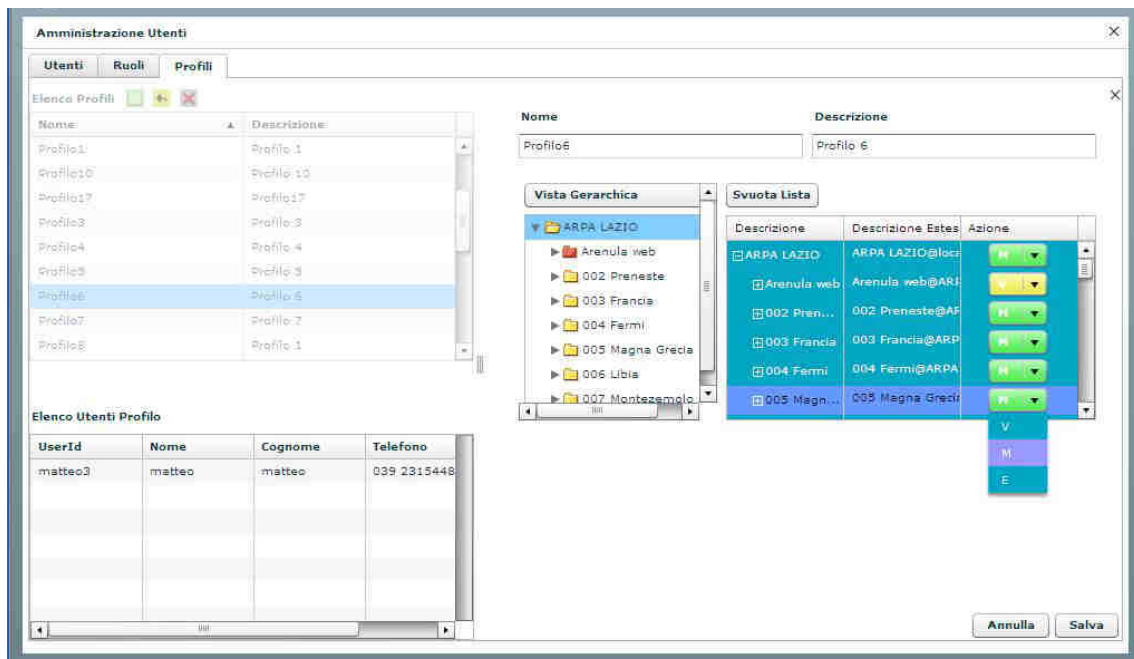 Amministrazione Utenti
Utenti Ruoli Profili
Elenco Profili
Nome Descrizione
Profilo1 Profilo 1
Profilo10 Profilo 10
Profilo17 Profilo17
Profilo3 Profilo 3
Profilo4 Profilo 4
Profilo5 Profilo 5
Profilo6 Profilo 6
Profilo7 Profilo 7
Profilo8 Profilo 1
Elenco Utenti Profilo
UserId Nome Cognome Telefono
matteo3 matteo matteo 039 2315448
Nome Descrizione
Profilo6 Profilo 6
Vista Gerarchica
ARPA LAZIO
Arenula web
002 Preneste
003 Francia
004 Fermi
005 Magna Grecia
006 Libia
007 Montezemolo
Svuota Lista
Descrizione Descrizione Estes Azione
ARPA LAZIO ARPA LAZIO@loca M
Arenula web Arenula web@ARP V
002 Pren... 002 Preneste@AR M
003 Francia 003 Francia@ARP M
004 Fermi 004 Fermi@ARPA M
005 Magn... 005 Magna Grecia M
V
M
E
Annulla Salva